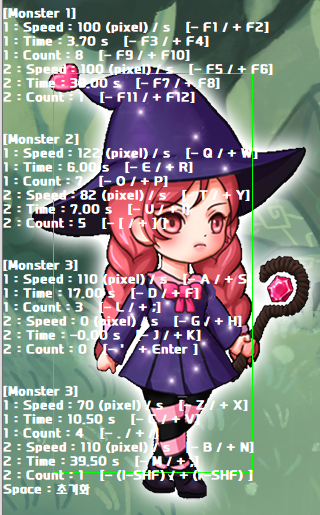 [Monster 1]
1 : Speed : 100 (pixel) / s [- F1 / + F2]
1 : Time : 3.70 s [- F3 / + F4]
1 : Count : 8 [- F9 / + F10]
2 : Speed : 100 (pixel) / s [- F5 / + F6]
2 : Time : 00 s [- F7 / + F8]
2 : Count : 1 [- F11 / + F12]
[Monster 2]
1 : Speed : 122 (pixel) / s [- Q / + W]
1 : Time : 6.00 s [- E / + R]
1 : Count : 7 [- O / + P]
2 : Speed : 82 (pixel) / s [- T / + Y]
2 : Time : 7.00 s [- U /
2 : Count : 5 [- [ / + ] ]
[Monster 3]
1 : Speed : 110 (pixel) / s [- A / + S]
1 : Time : 17.00 s [- D / + F]
1 : Count : 3 [- L / + ;]
2 : Speed : 0 (pixel) / s [- G / + H]
2 : Time : -0.00 s [- J / + K]
2 : Count : 0 [- ' / + Enter ]
[Monster 3]
1 : Speed : 70 (pixel) / s [- Z / + X]
1 : Time : 10.50 s [- C / + V]
1 : Count : 4 [- . / + /]
2 : Speed : 110 (pixel) / s [- B / + N]
2 : Time : 39.50 s [- M / + ,]
2 : Count : 1 [- (l-SHF) / + (r-SHF) ]
Space : 초기화